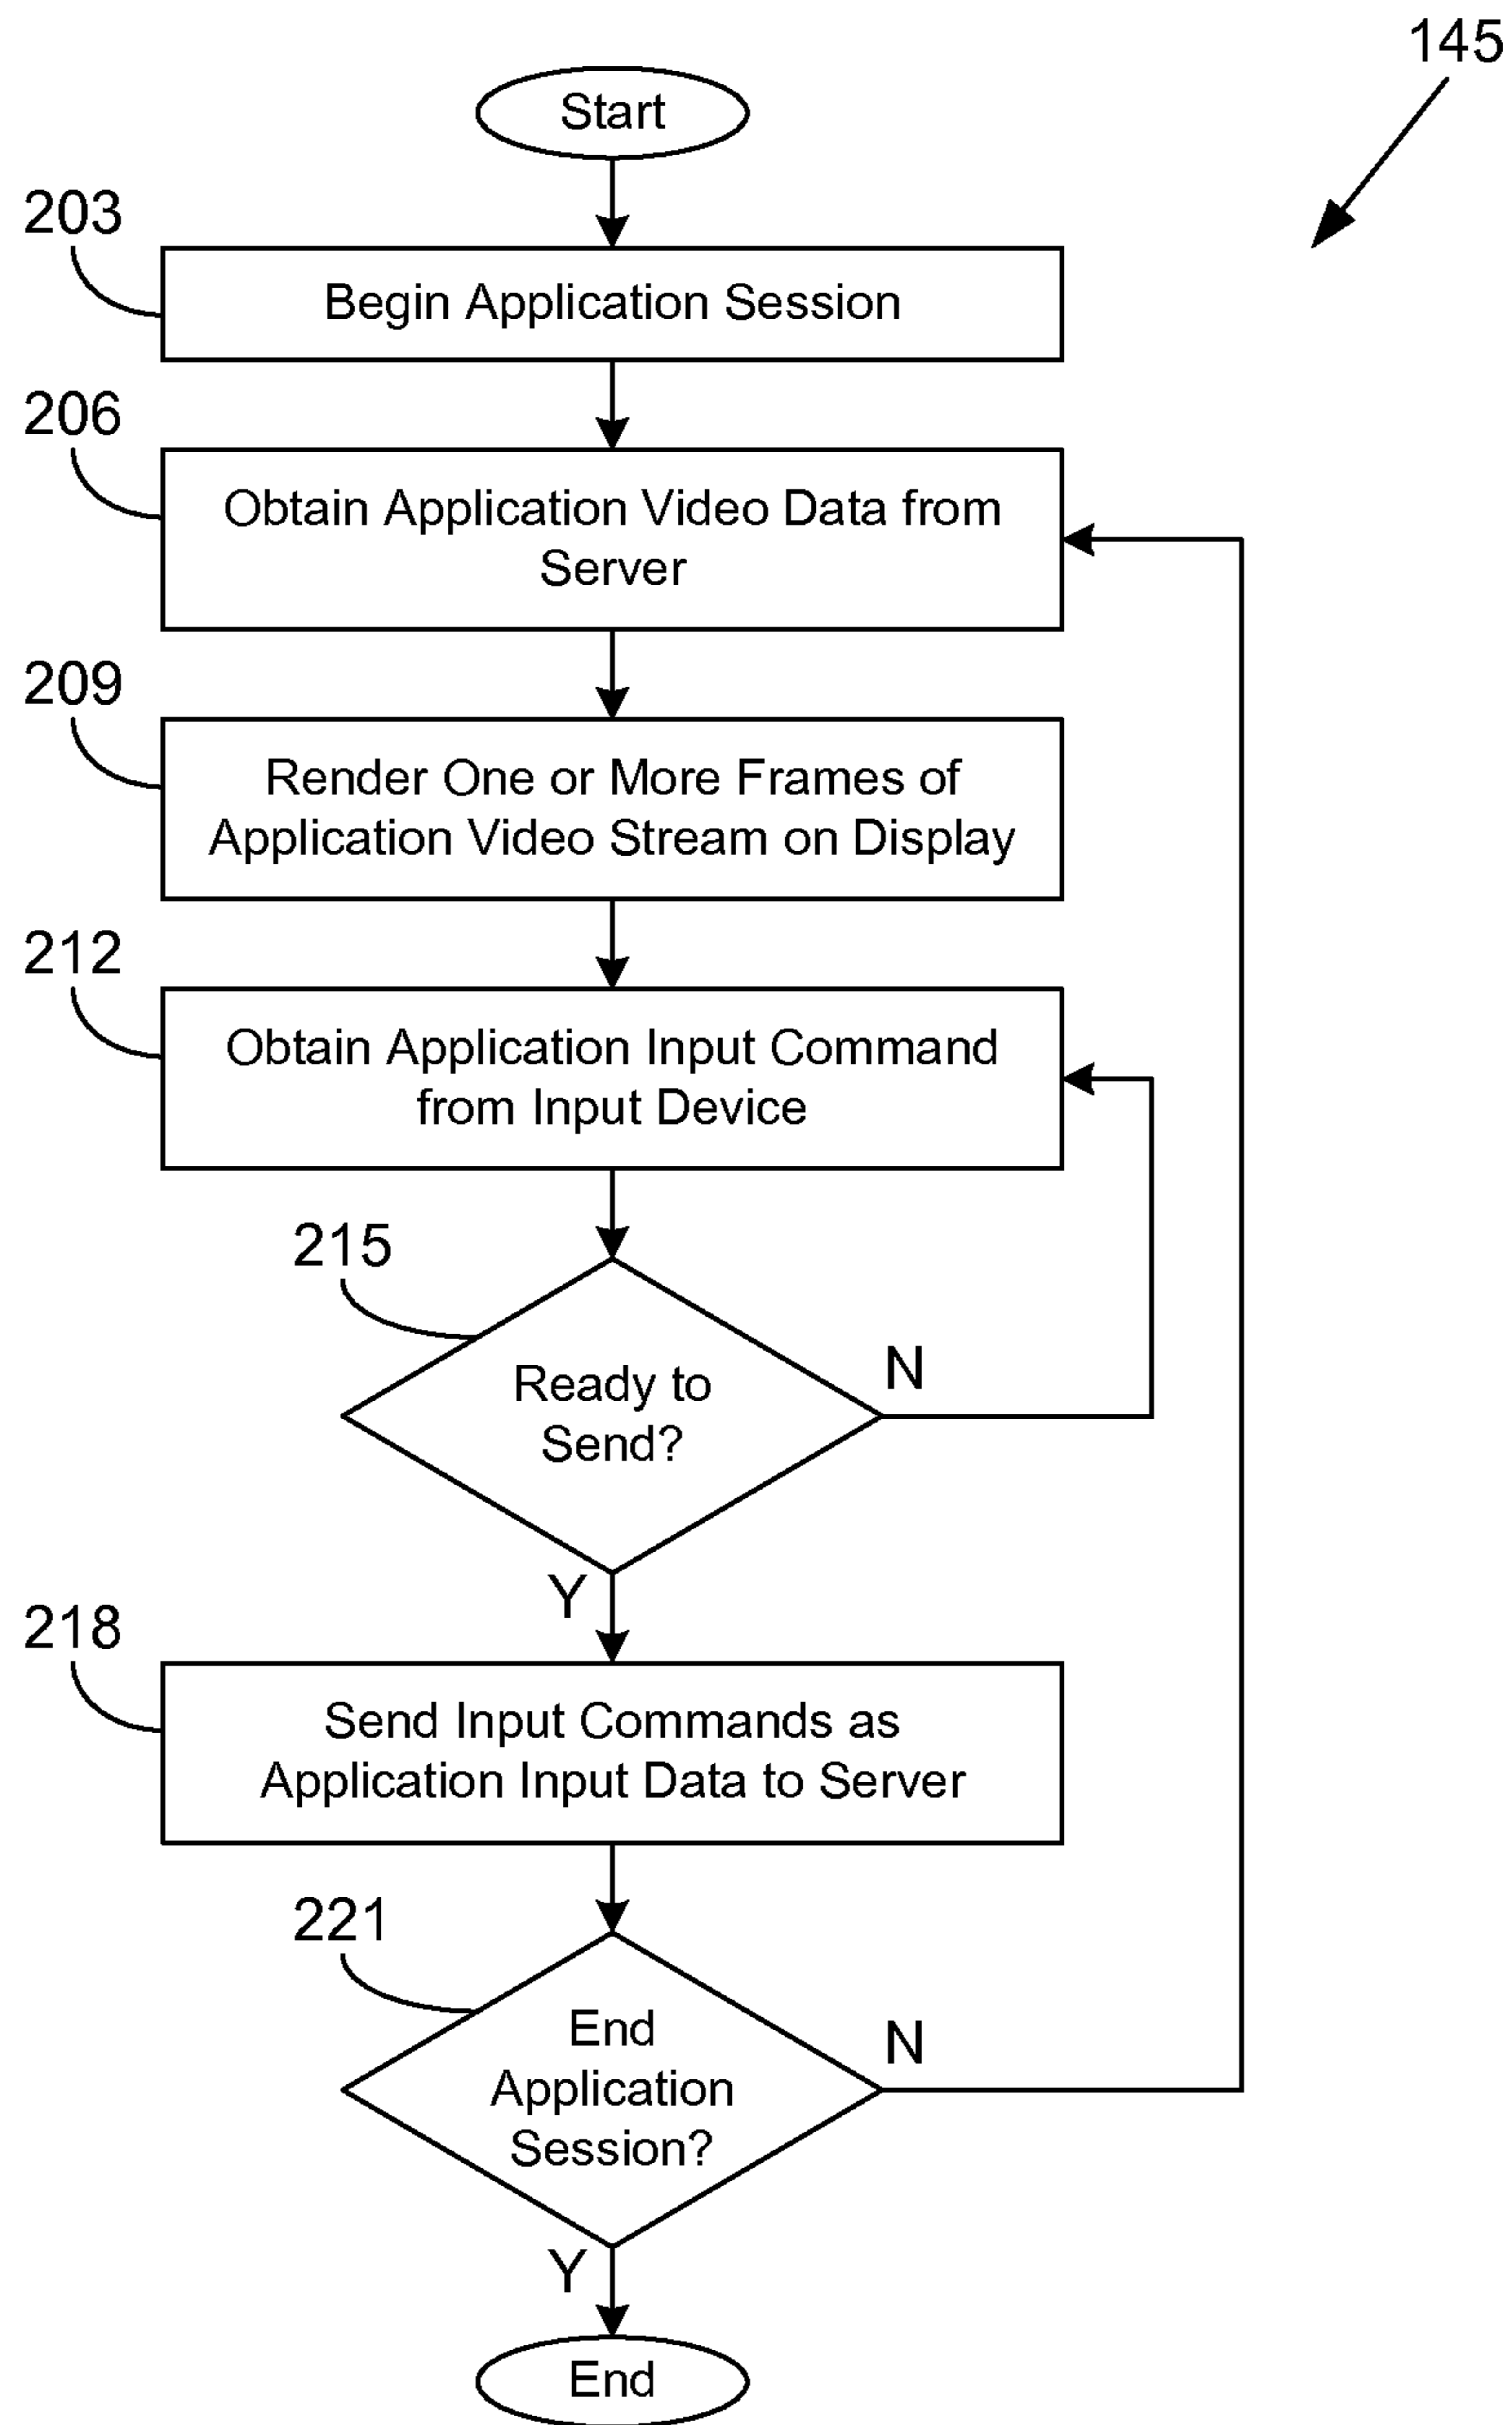 145
Start
203
Begin Application Session
206
Obtain Application Video Data from
Server
209
Render One or More Frames of
Application Video Stream on Display
212
Obtain Application Input Command
from Input Device
215
Ready to
Send?
N
Y
218
Send Input Commands as
Application Input Data to Server
221
End
Application
Session?
N
Y
End